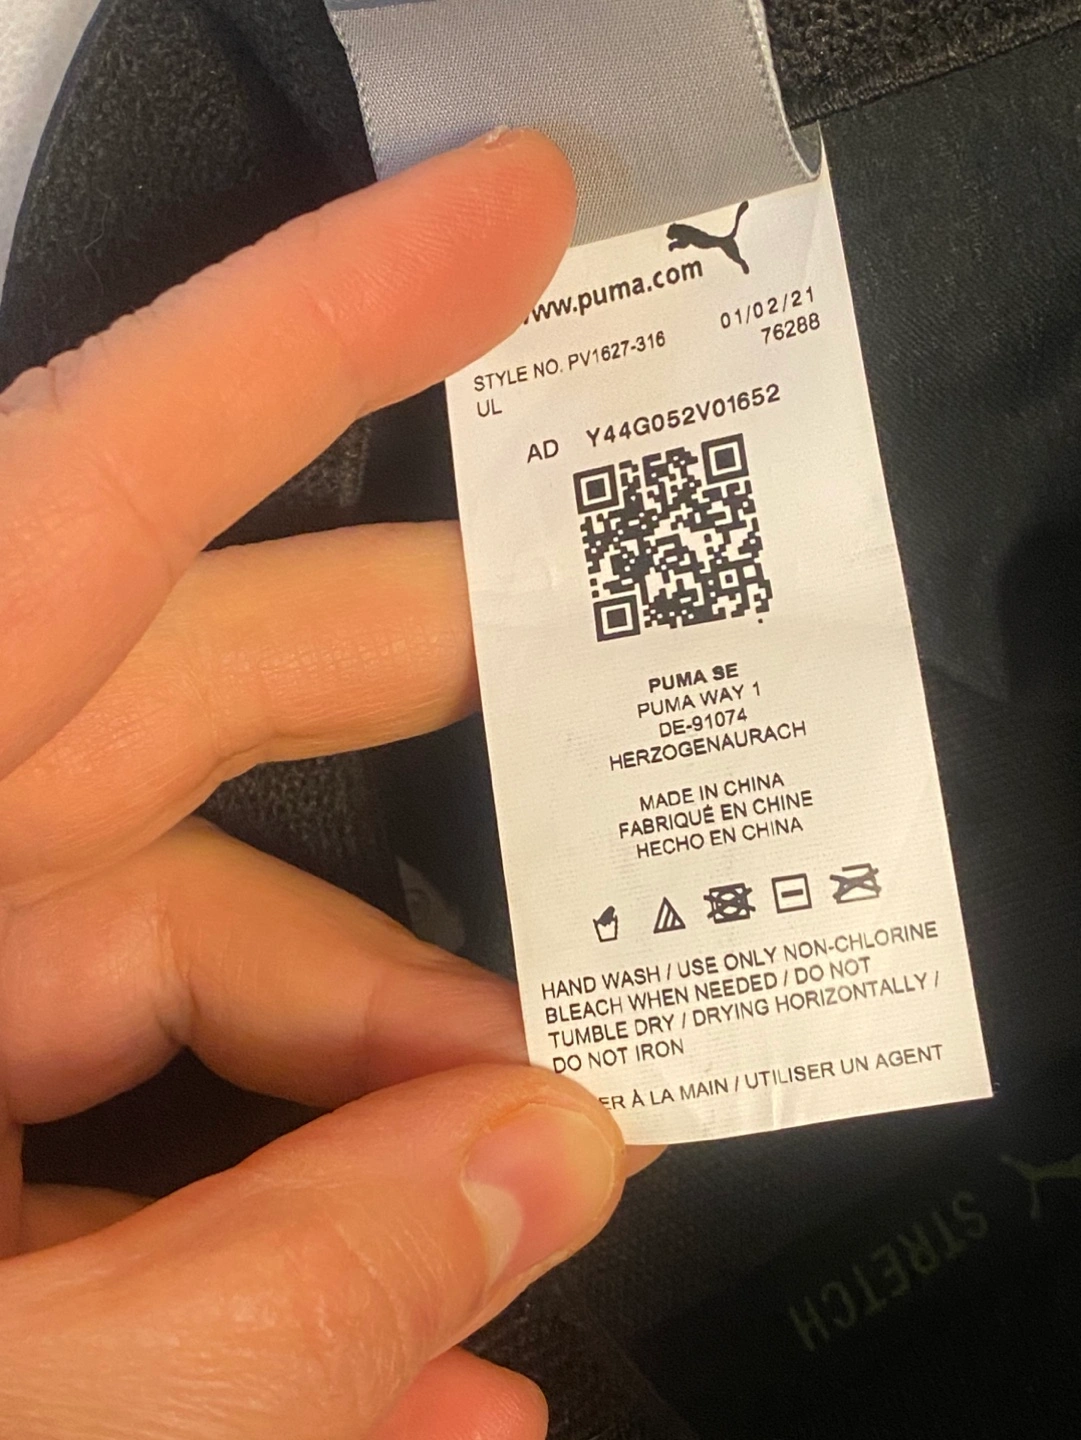 www.puma.com
01/02/21
STYLE NO. PV1627-316
76288
UL
AD Y44G052V01652
PUMA SE
PUMA WAY 1
DE-91074
HERZOGENAURACH
MADE IN CHINA
FABRIQUÉ EN CHINE
HECHO EN CHINA
HAND WASH / USE ONLY NON-CHLORINE
BLEACH WHEN NEEDED / DO NOT
TUMBLE DRY / DRYING HORIZONTALLY /
DO NOT IRON
ER À LA MAIN / UTILISER UN AGENT
STRETCH